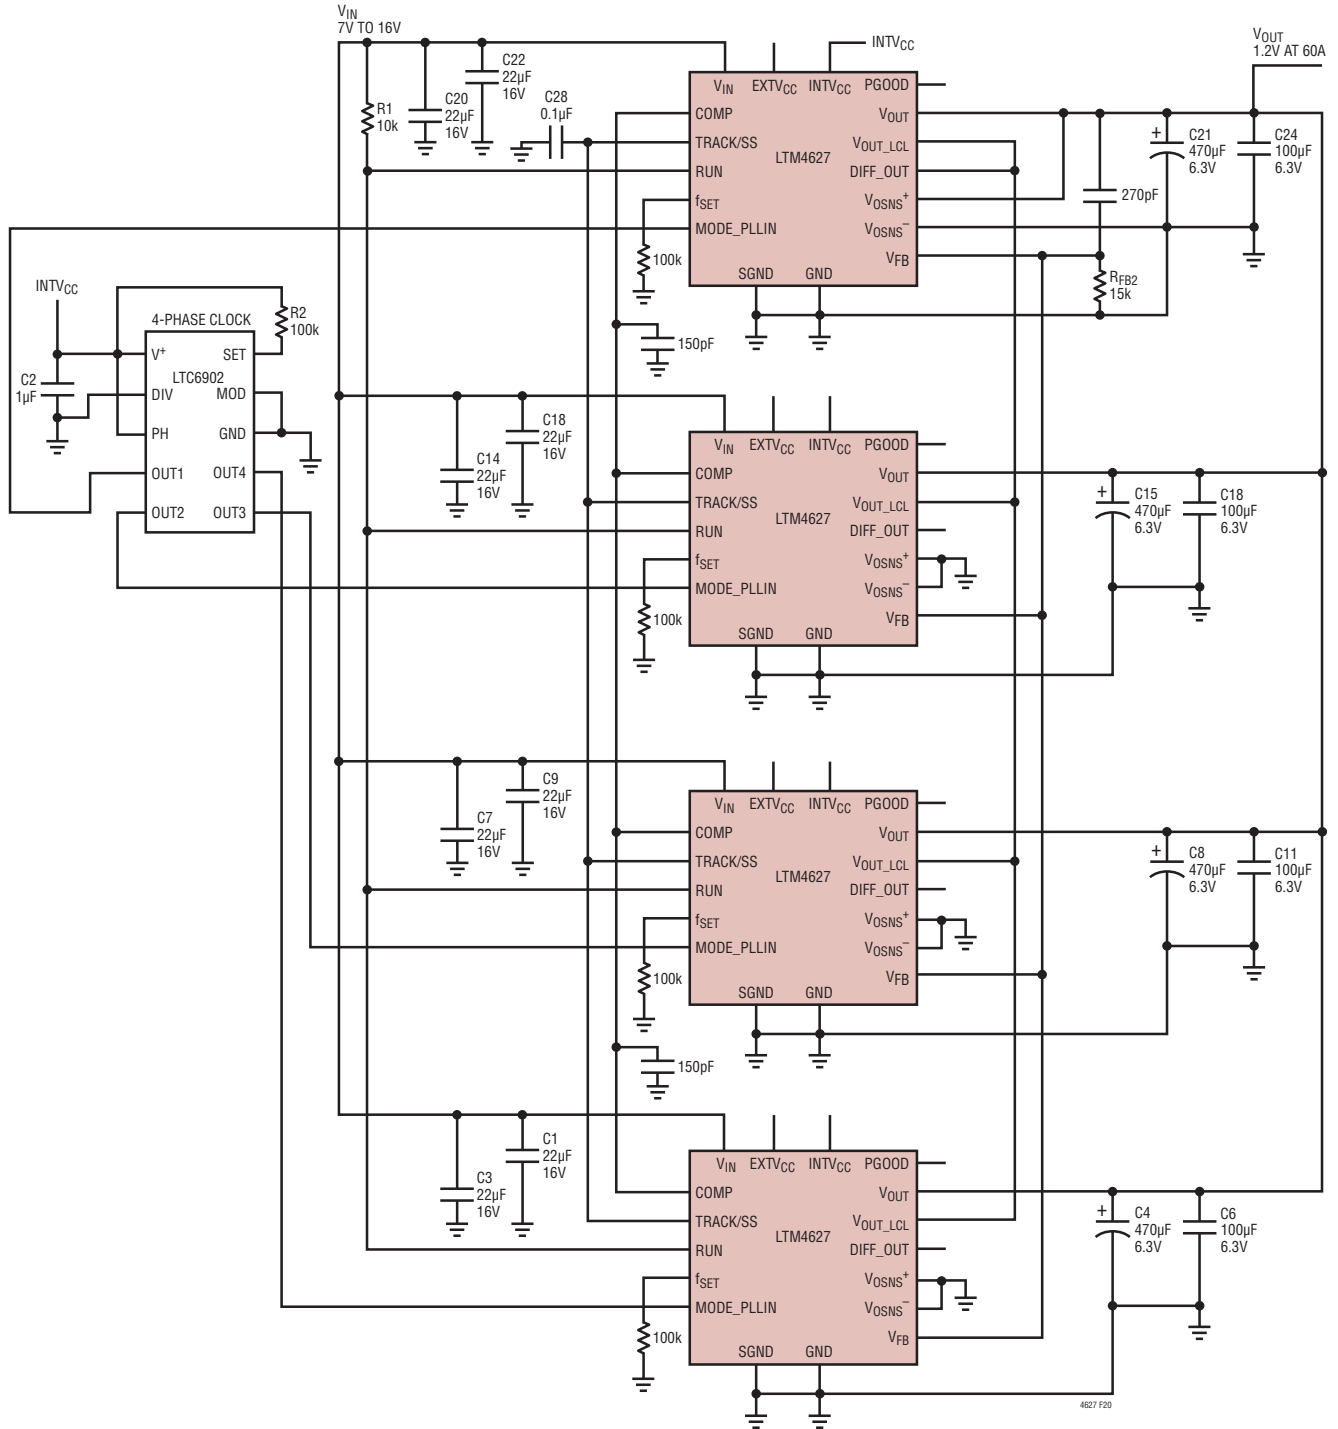 VIN
7V TO 16V
R1
10k
C20
22µF
16V
C22
22µF
16V
C28
0.1µF
INTVCC
VIN
EXTVCC
INTVCC
PGOOD
COMP
VOUT
TRACK/SS
VOUT_LCL
LTM4627
RUN
DIFF_OUT
fSET
VOSNS+
MODE_PLLIN
VOSNS–
VFB
SGND
GND
100k
150pF
VOUT
1.2V AT 60A
+
C21
470µF
6.3V
C24
100µF
6.3V
270pF
RFB2
15k
INTVCC
C2
1µF
4-PHASE CLOCK
R2
100k
V+
SET
LTC6902
DIV
MOD
PH
GND
OUT1
OUT4
OUT2
OUT3
C14
22µF
16V
C18
22µF
16V
VIN
EXTVCC
INTVCC
PGOOD
COMP
VOUT
TRACK/SS
VOUT_LCL
LTM4627
RUN
DIFF_OUT
fSET
VOSNS+
MODE_PLLIN
VOSNS–
VFB
SGND
GND
100k
+
C15
470µF
6.3V
C18
100µF
6.3V
C7
22µF
16V
C9
22µF
16V
VIN
EXTVCC
INTVCC
PGOOD
COMP
VOUT
TRACK/SS
VOUT_LCL
LTM4627
RUN
DIFF_OUT
fSET
VOSNS+
MODE_PLLIN
VOSNS–
VFB
SGND
GND
100k
150pF
+
C8
470µF
6.3V
C11
100µF
6.3V
C3
22µF
16V
C1
22µF
16V
VIN
EXTVCC
INTVCC
PGOOD
COMP
VOUT
TRACK/SS
VOUT_LCL
LTM4627
RUN
DIFF_OUT
fSET
VOSNS+
MODE_PLLIN
VOSNS–
VFB
SGND
GND
100k
+
C4
470µF
6.3V
C6
100µF
6.3V
4627 F20